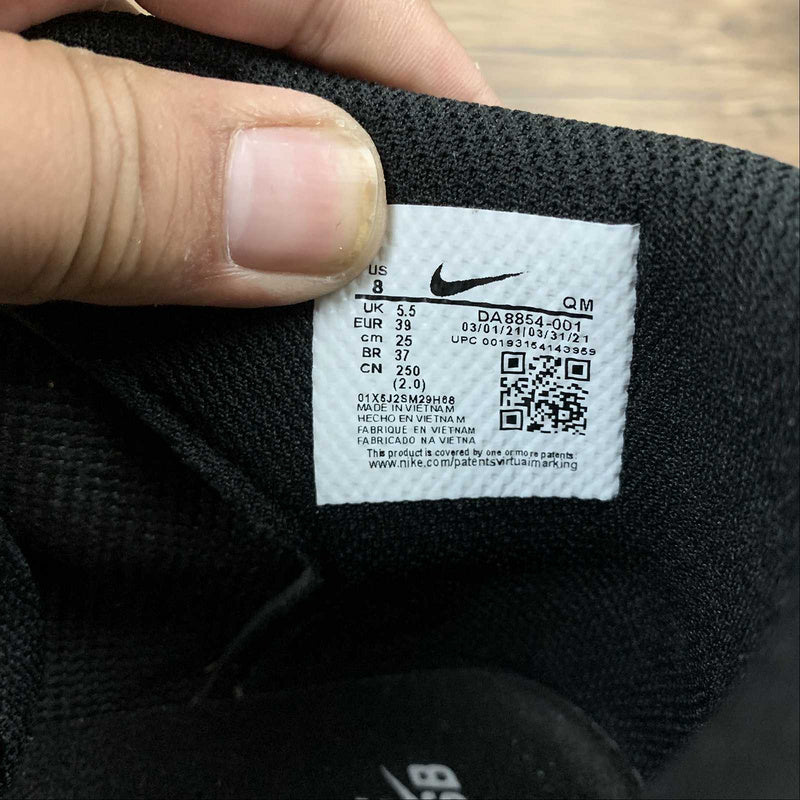 US
8
QM
UK 5.5
EUR 39
cm 25
BR 37
CN 250
(2.0)
DA8854-001
03/01/21|03/31/21
UPC 00193154143959
01X5J2SM29H68
MADE IN VIETNAM
HECHO EN VIETNAM
FABRIQUE EN VIETNAM
FABRICADO NA VIETNA
This product is covered by one or more patents:
www.nike.com/patentsvirtualmarking
SB